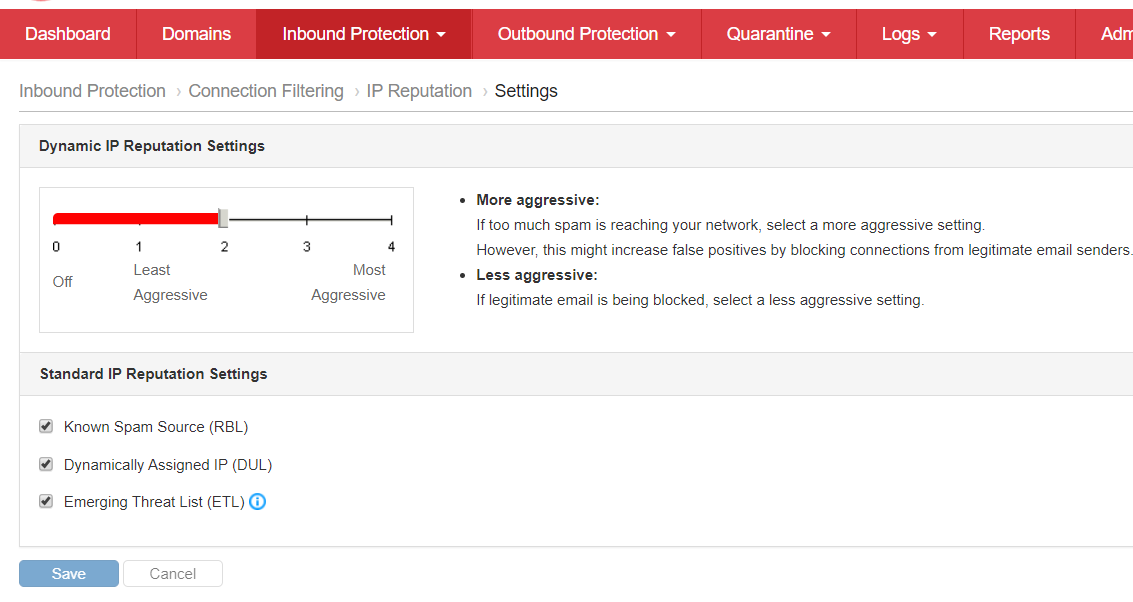 Dashboard Domains Inbound Protection Outbound Protection Quarantine Logs Reports Adm
Inbound Protection › Connection Filtering › IP Reputation › Settings
Dynamic IP Reputation Settings
0 1 2 3 4
Off
Least Aggressive
Most Aggressive
• More aggressive:
If too much spam is reaching your network, select a more aggressive setting.
However, this might increase false positives by blocking connections from legitimate email senders.
• Less aggressive:
If legitimate email is being blocked, select a less aggressive setting.
Standard IP Reputation Settings
Known Spam Source (RBL)
Dynamically Assigned IP (DUL)
Emerging Threat List (ETL)
Save Cancel